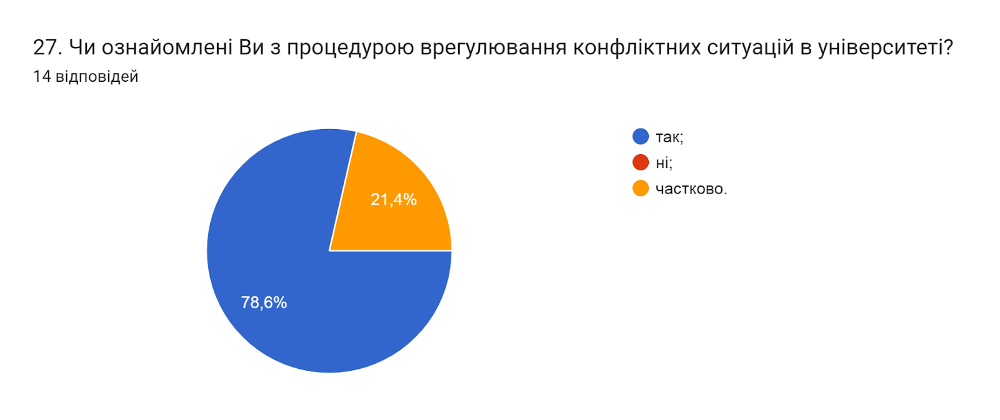 27. Чи ознайомлені Ви з процедурою врегулювання конфліктних ситуацій в університеті?
14 відповідей
так;
ні;
частково.
21,4%
78,6%